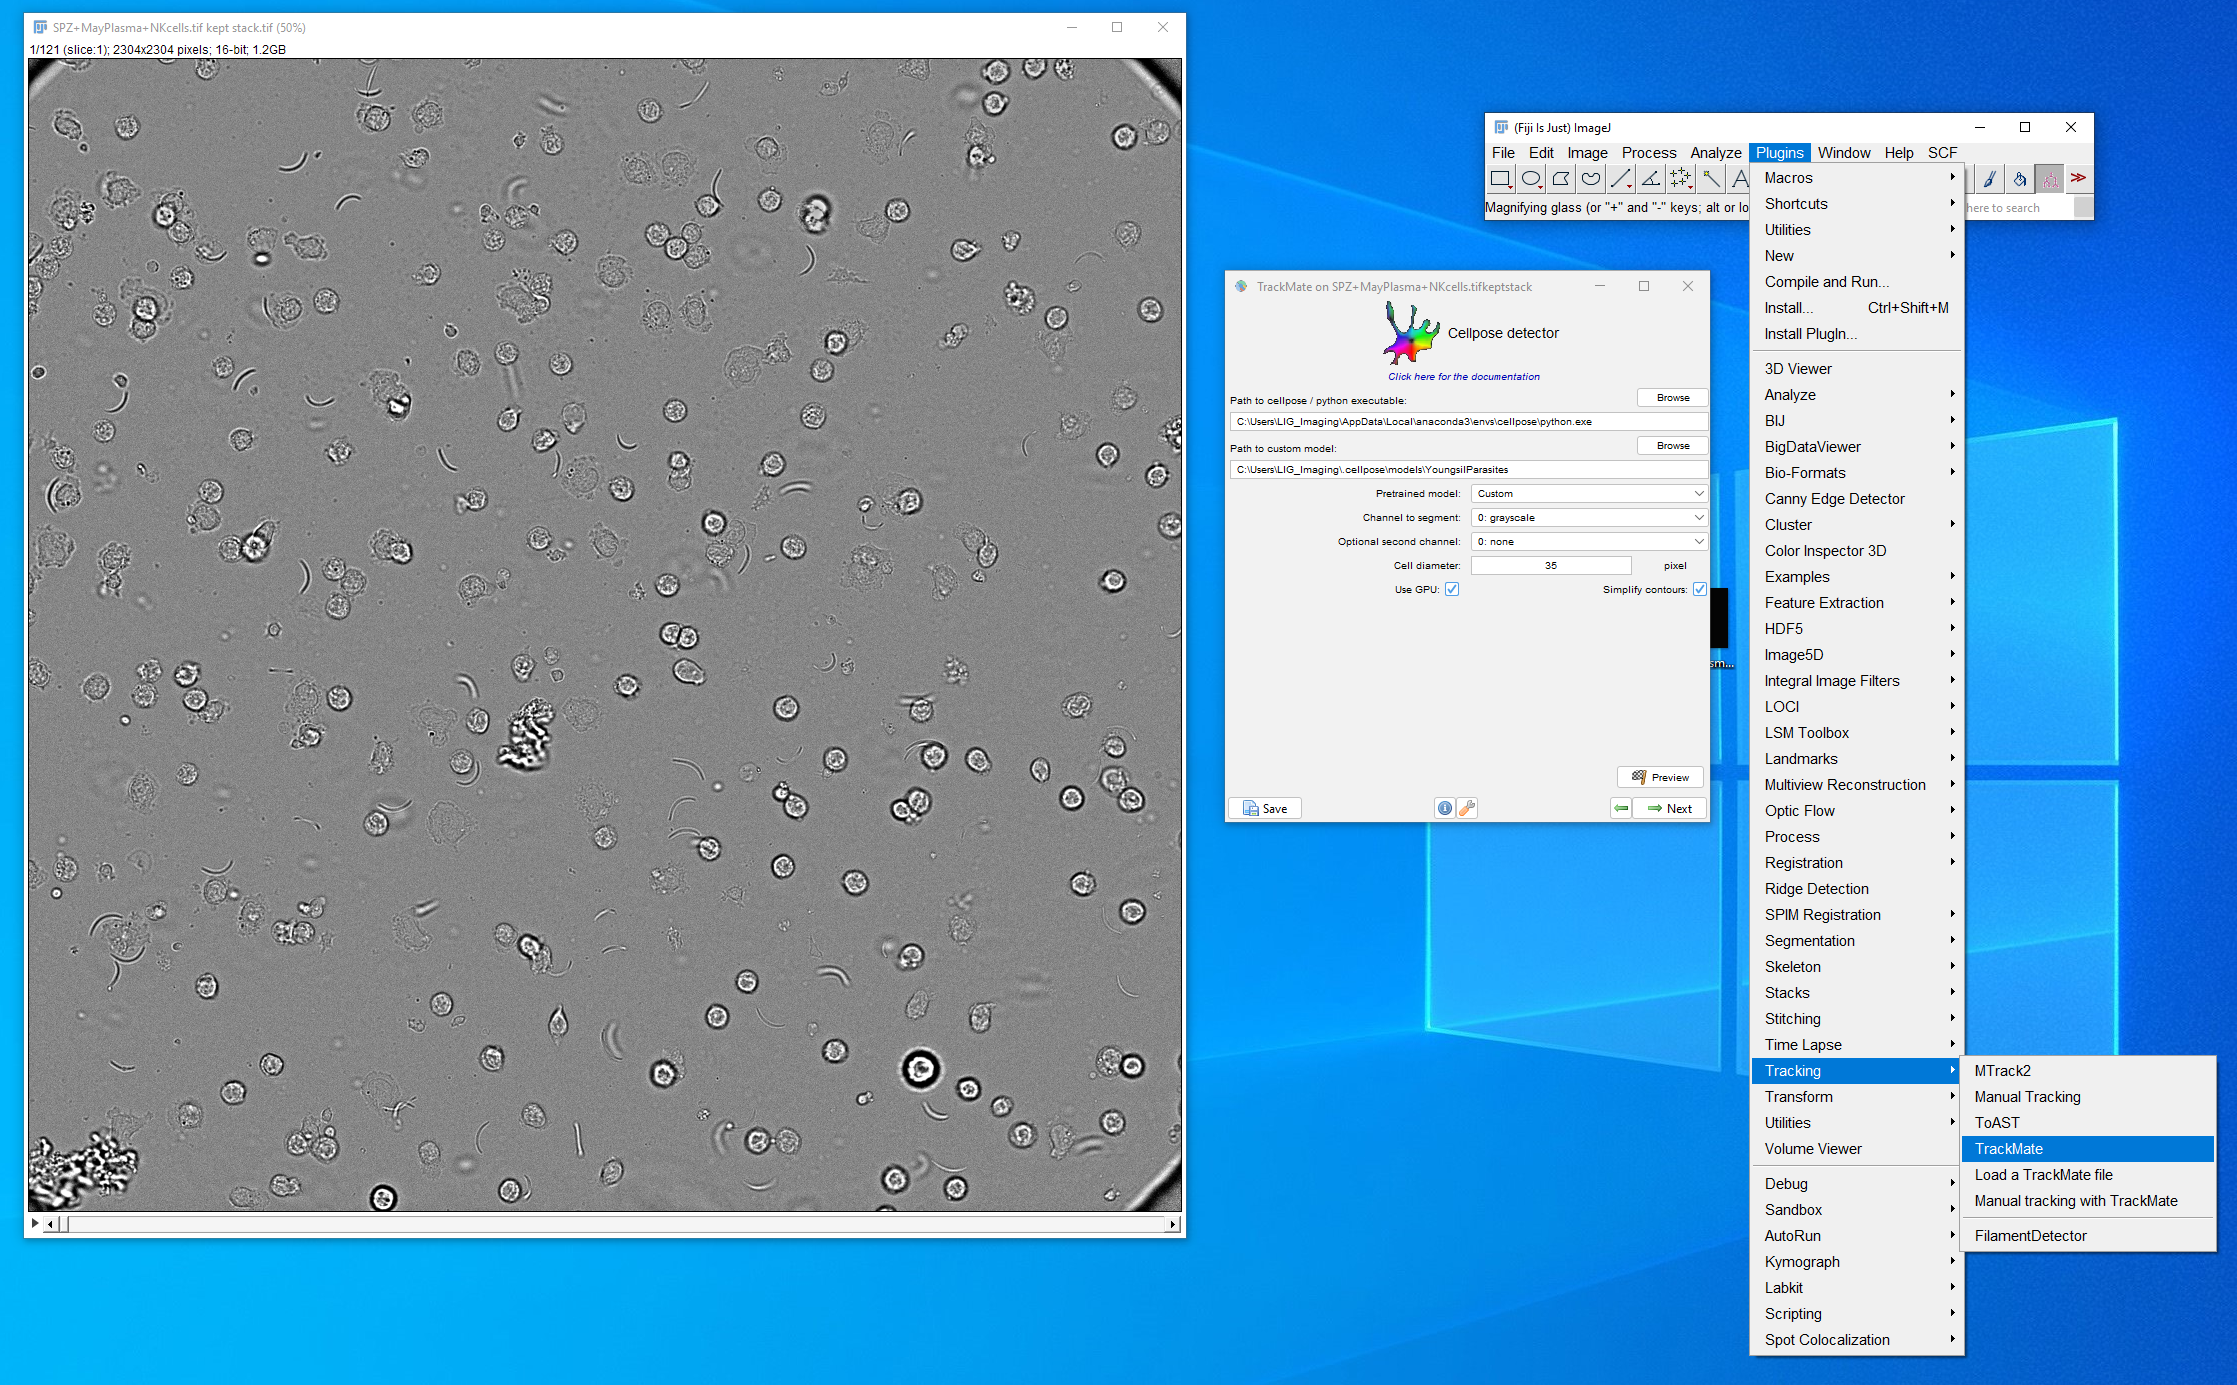 SPZ+MayPlasma+NKcells.tif kept stack.tif (50%)
1/121 (slice:1); 2304x2304 pixels; 16-bit; 1.2GB
(Fiji Is Just) ImageJ
File Edit Image Process Analyze Plugins Window Help SCF
Magnifying glass (or "+" and "-" keys; alt or lo
here to search
TrackMate on SPZ+MayPlasma+NKcells.tifkeptstack
Cellpose detector
Click here for the documentation
Path to cellpose / python executable:
Browse
C:\Users\LIG_Imaging\AppData\Local\anaconda3\envs\cellpose\python.exe
Path to custom model:
Browse
C:\Users\LIG_Imaging\.cellpose\models\YoungsilParasites
Pretrained model: Custom
Channel to segment: 0: grayscale
Optional second channel: 0: none
Cell diameter: 35 pixel
Use GPU:
Simplify contours:
Preview
Save
Next
sm...
Macros
Shortcuts
Utilities
New
Compile and Run...
Install... Ctrl+Shift+M
Install PlugIn...
3D Viewer
Analyze
BIJ
BigDataViewer
Bio-Formats
Canny Edge Detector
Cluster
Color Inspector 3D
Examples
Feature Extraction
HDF5
Image5D
Integral Image Filters
LOCI
LSM Toolbox
Landmarks
Multiview Reconstruction
Optic Flow
Process
Registration
Ridge Detection
SPIM Registration
Segmentation
Skeleton
Stacks
Stitching
Time Lapse
Tracking
Transform
Utilities
Volume Viewer
Debug
Sandbox
AutoRun
Kymograph
Labkit
Scripting
Spot Colocalization
MTrack2
Manual Tracking
ToAST
TrackMate
Load a TrackMate file
Manual tracking with TrackMate
FilamentDetector